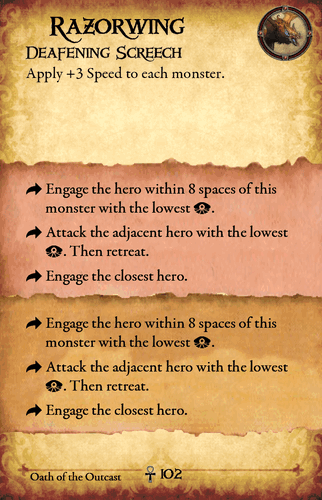 Razorwing
Deafening Screech
Apply +3 Speed to each monster.
Engage the hero within 8 spaces of this
monster with the lowest .
Attack the adjacent hero with the lowest
. Then retreat.
Engage the closest hero.
Engage the hero within 8 spaces of this
monster with the lowest .
Attack the adjacent hero with the lowest
. Then retreat.
Engage the closest hero.
Oath of the Outcast ☥ 102